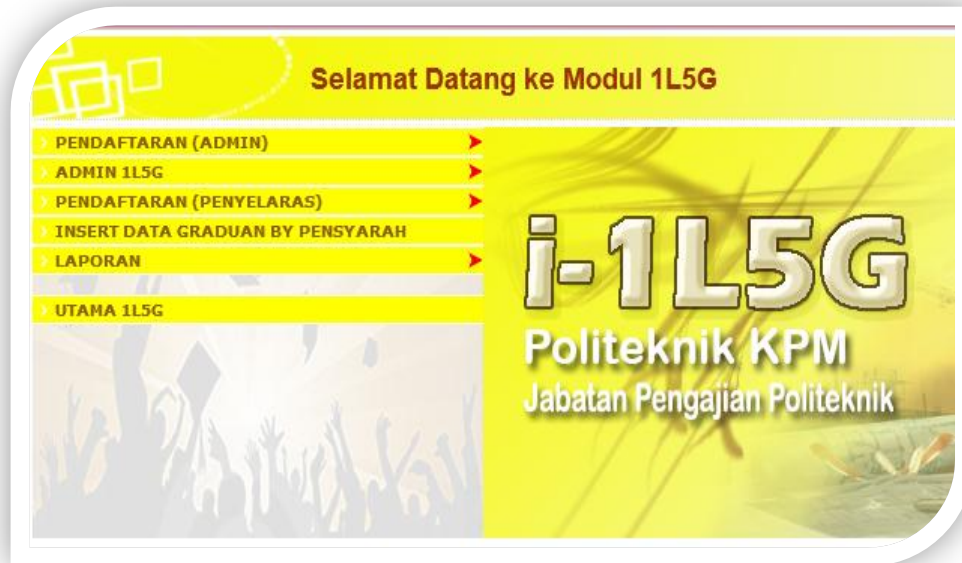 Selamat Datang ke Modul 1L5G
PENDAFTARAN (ADMIN)
ADMIN 1L5G
PENDAFTARAN (PENYELARAS)
INSERT DATA GRADUAN BY PENSYARAH
LAPORAN
UTAMA 1L5G
i-1L5G
Politeknik KPM
Jabatan Pengajian Politeknik